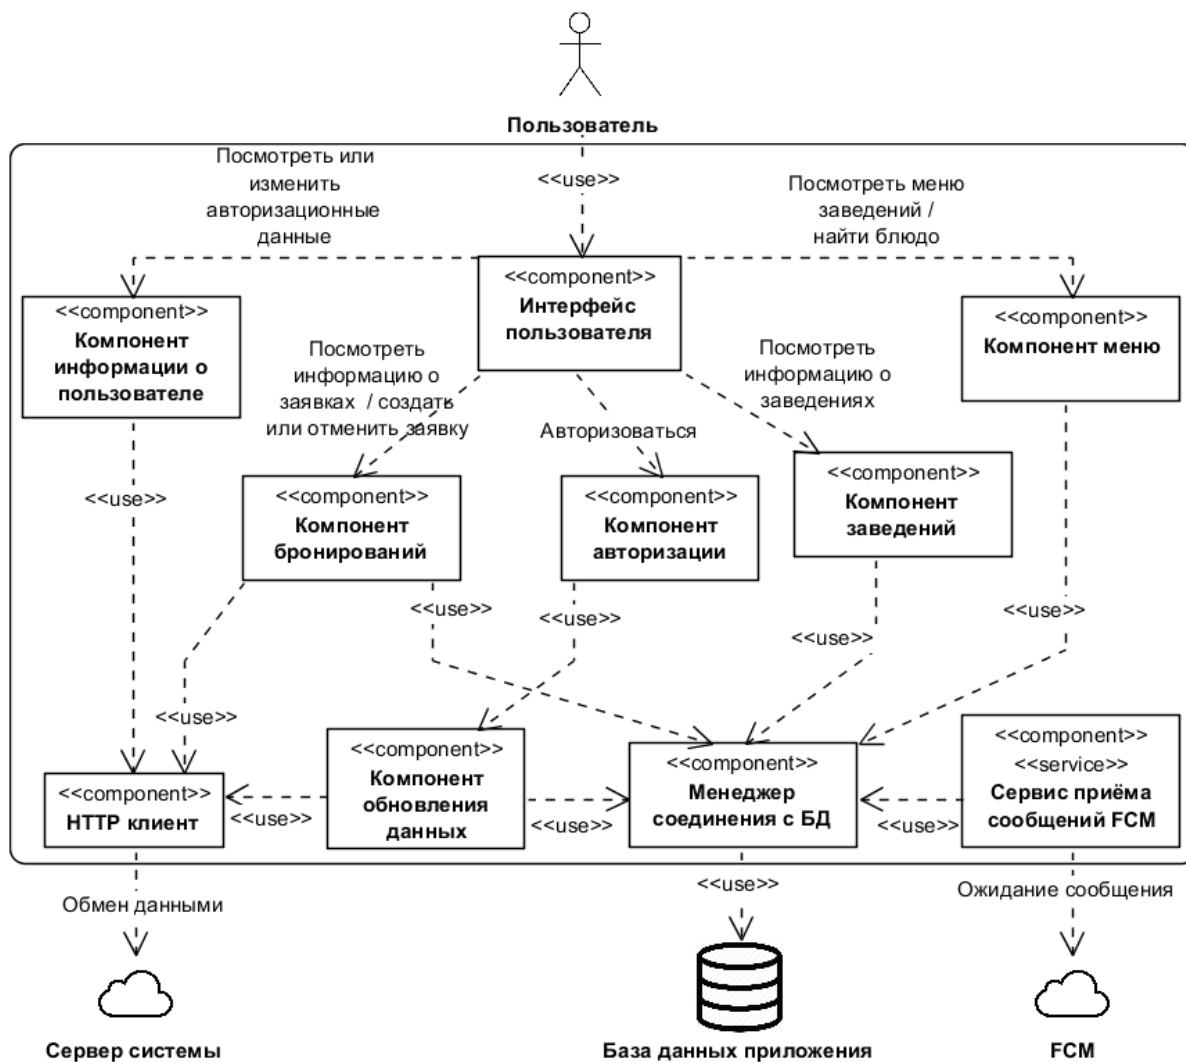 Пользователь
<<use>>
Посмотреть или
изменить
авторизационные
данные
Посмотреть меню
заведений /
найти блюдо
<<component>>
Интерфейс
пользователя
<<component>>
Компонент
информации о
пользователе
<<component>>
Компонент меню
Посмотреть
информацию о
заявках / создать
или отменить заявку
Авторизоваться
Посмотреть
информацию о
заведениях
<<use>>
<<component>>
Компонент
бронирований
<<component>>
Компонент
авторизации
<<component>>
Компонент
заведений
<<use>>
<<use>>
<<use>>
<<use>>
<<use>>
<<component>>
HTTP клиент
<<use>>
<<component>>
Компонент
обновления
данных
<<use>>
<<component>>
Менеджер
соединения с БД
<<use>>
<<component>>
<<service>>
Сервис приёма
сообщений FCM
Обмен данными
<<use>>
Ожидание сообщения
Сервер системы
База данных приложения
FCM